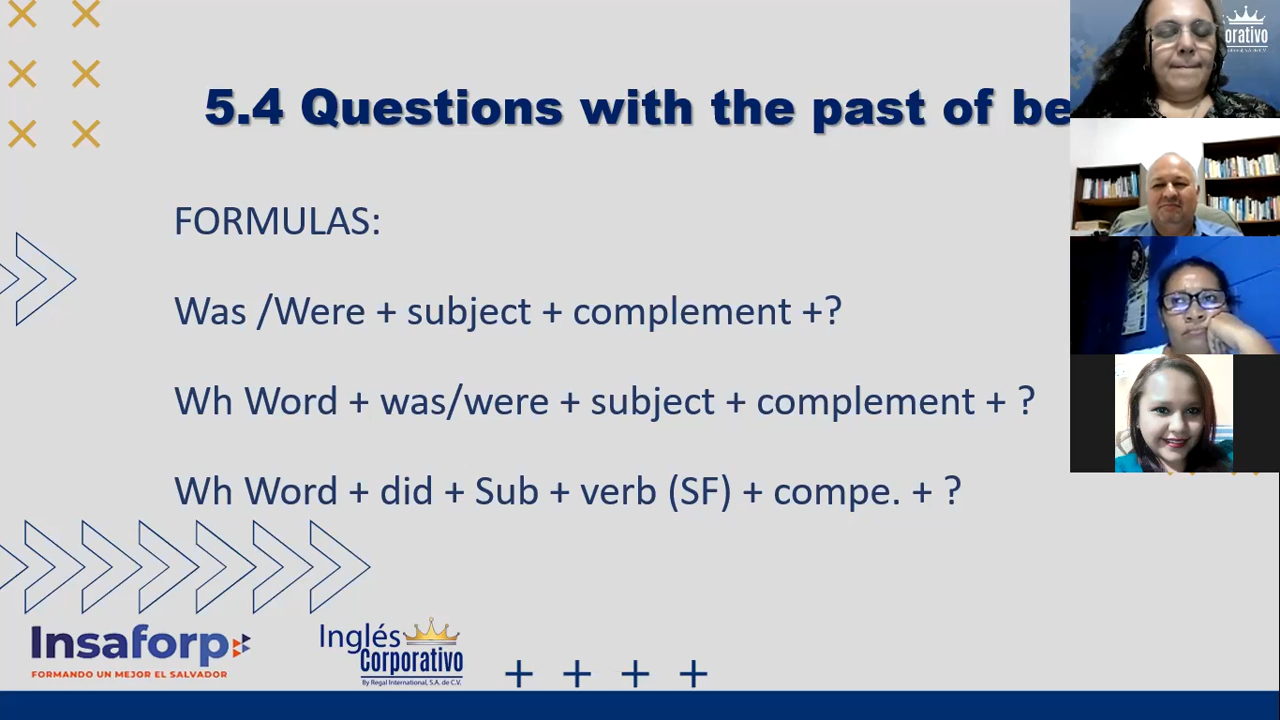 5.4 Questions with the past of be
FORMULAS:
Was /Were + subject + complement +?
Wh Word + was/were + subject + complement + ?
Wh Word + did + Sub + verb (SF) + compe. + ?
Insaforp
FORMANDO UN MEJOR EL SALVADOR
Inglés
Corporativo
By Regal International, S.A. de C.V.
orativo